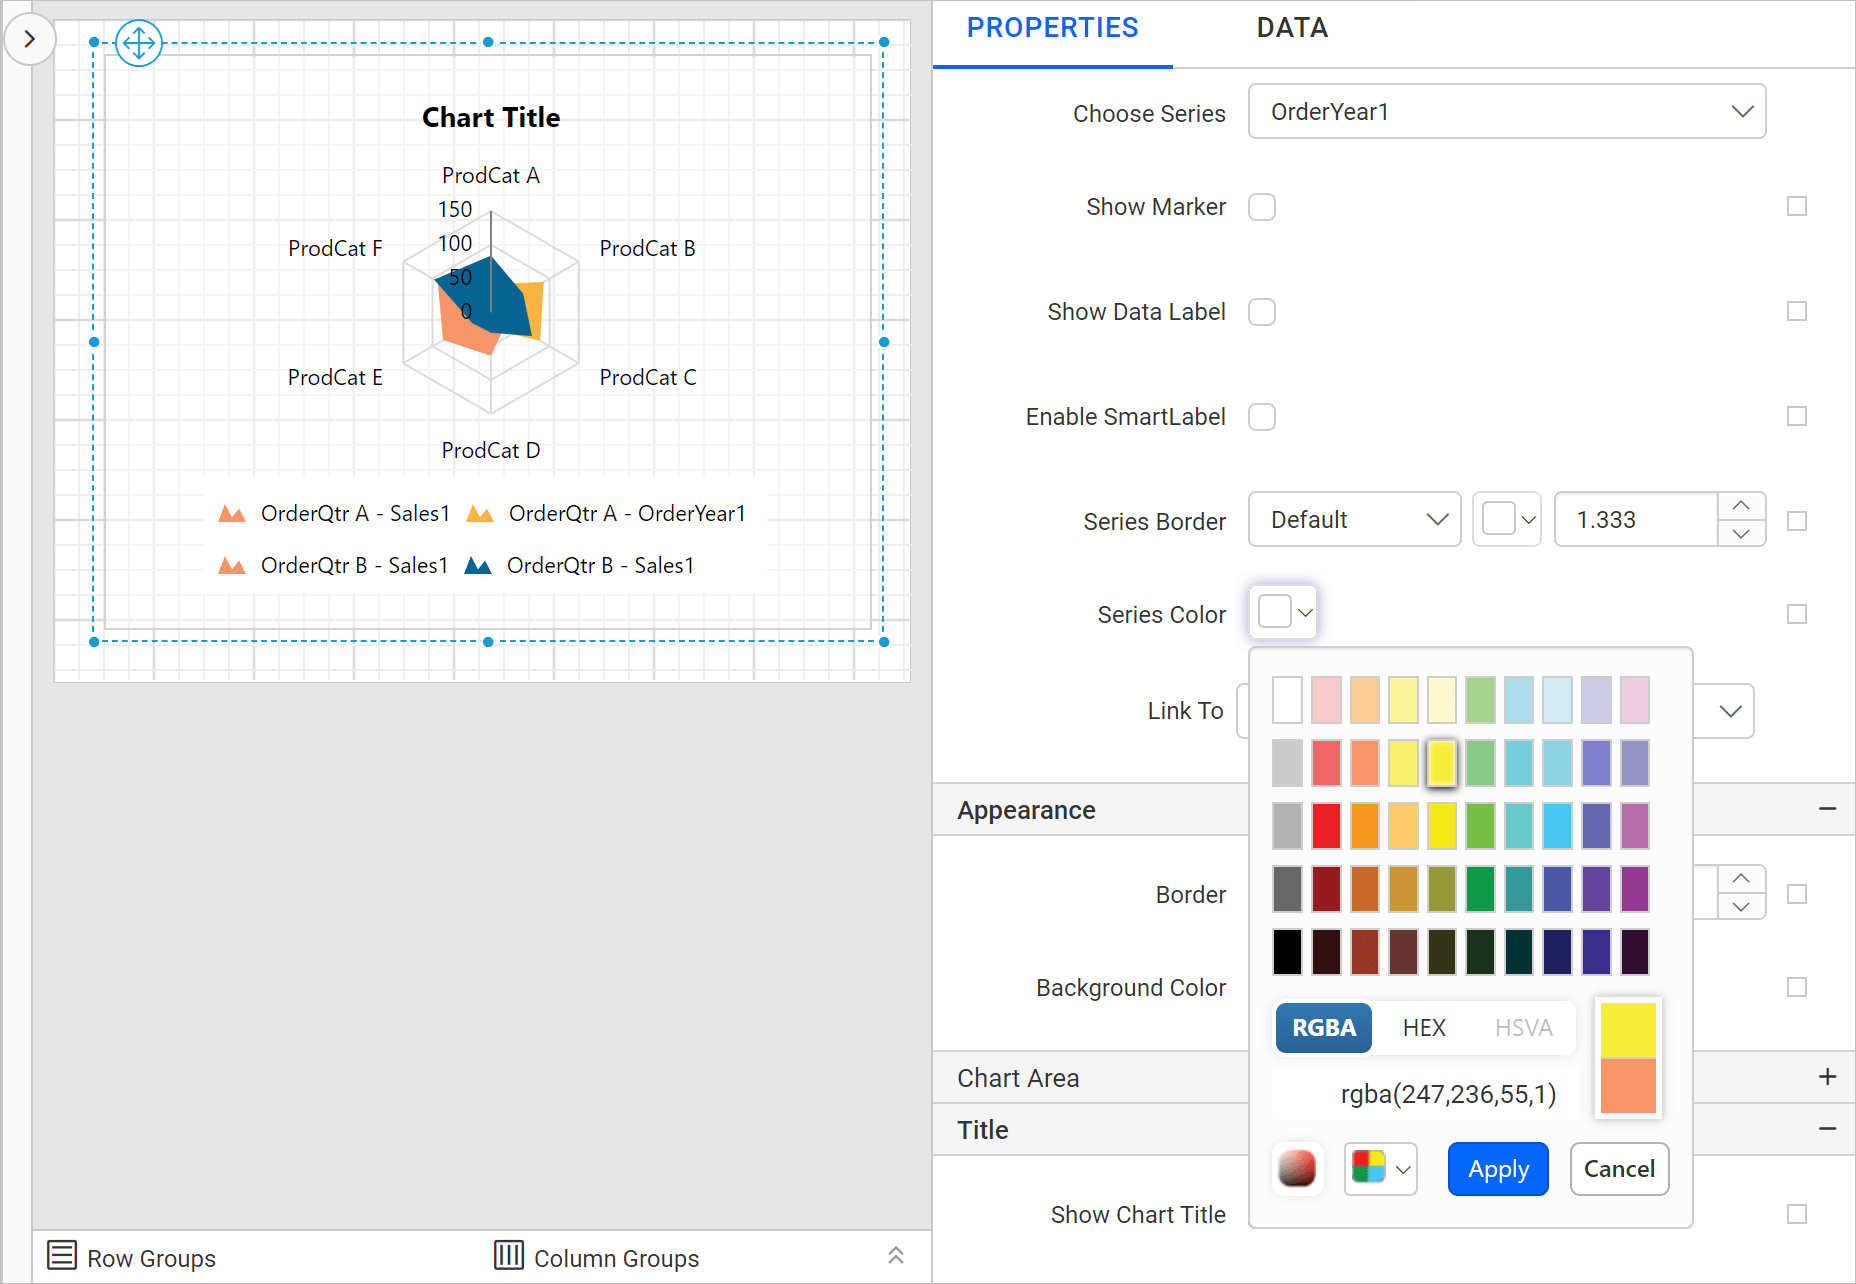 PROPERTIES
DATA
Chart Title
ProdCat A
150
100
50
0
ProdCat F
ProdCat B
ProdCat E
ProdCat C
ProdCat D
OrderQtr A - Sales1
OrderQtr A - OrderYear1
OrderQtr B - Sales1
OrderQtr B - Sales1
Choose Series
OrderYear1
Show Marker
Show Data Label
Enable SmartLabel
Series Border
Default
1.333
Series Color
Link To
Appearance
Border
Background Color
RGBA
HEX
HSVA
rgba(247,236,55,1)
Chart Area
Title
Apply
Cancel
Show Chart Title
Row Groups
Column Groups